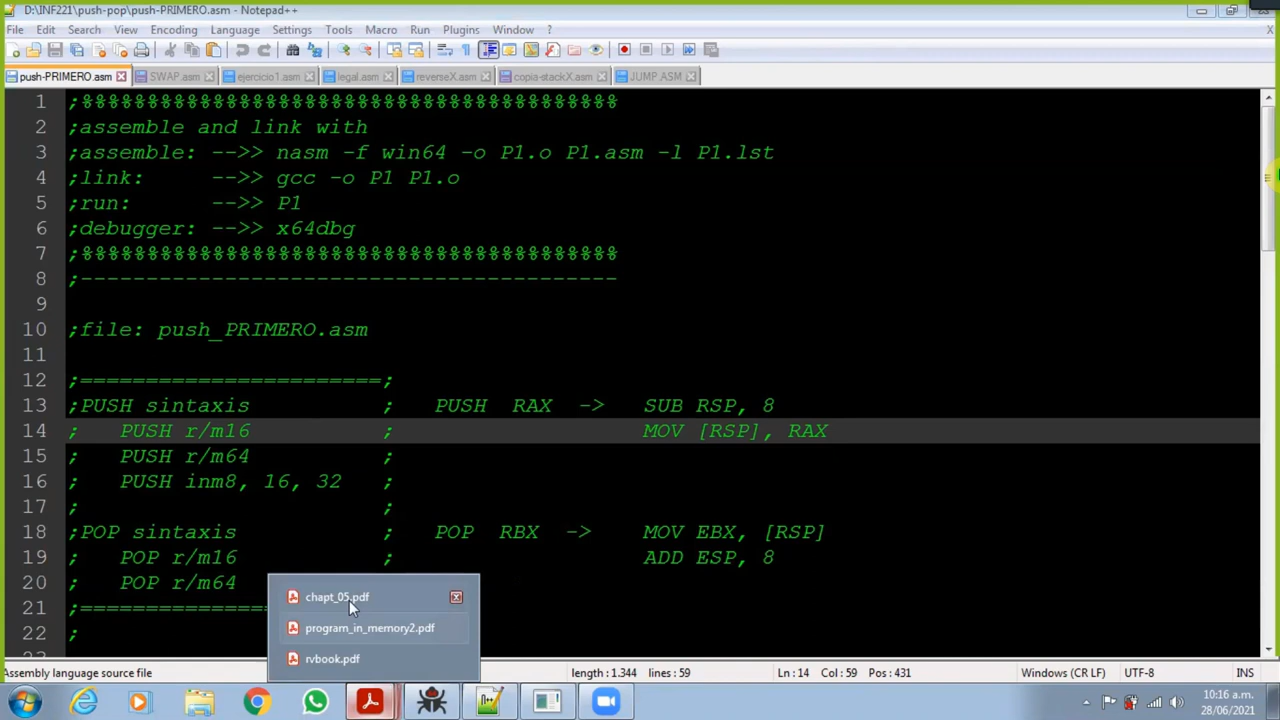 D:\INF221\push-pop\push-PRIMERO.asm - Notepad++
File Edit Search View Encoding Language Settings Tools Macro Run Plugins Window ? X
push-PRIMERO.asm SWAP.asm ejercicio1.asm legal.asm reverseX.asm copia-stackX.asm JUMP.ASM
1 ;%%%%%%%%%%%%%%%%%%%%%%%%%%%%%%%%%%%%%%%%%
2 ;assemble and link with
3 ;assemble: -->> nasm -f win64 -o P1.o P1.asm -l P1.lst
4 ;link: -->> gcc -o P1 P1.o
5 ;run: -->> P1
6 ;debugger: -->> x64dbg
7 ;%%%%%%%%%%%%%%%%%%%%%%%%%%%%%%%%%%%%%%%%%
8 ;-----------------------------------------
9
10 ;file: push_PRIMERO.asm
11
12 ;=======================;
13 ;PUSH sintaxis ; PUSH RAX -> SUB RSP, 8
14 ; PUSH r/m16 ; MOV [RSP], RAX
15 ; PUSH r/m64 ;
16 ; PUSH inm8, 16, 32 ;
17 ; ;
18 ;POP sintaxis ; POP RBX -> MOV EBX, [RSP]
19 ; POP r/m16 ; ADD ESP, 8
20 ; POP r/m64
21 ;==============
22 ;
chapt_05.pdf
program_in_memory2.pdf
rvbook.pdf
Assembly language source file length : 1.344 lines : 59 Ln : 14 Col : 59 Pos : 431 Windows (CR LF) UTF-8 INS
10:16 a.m.
28/06/2021